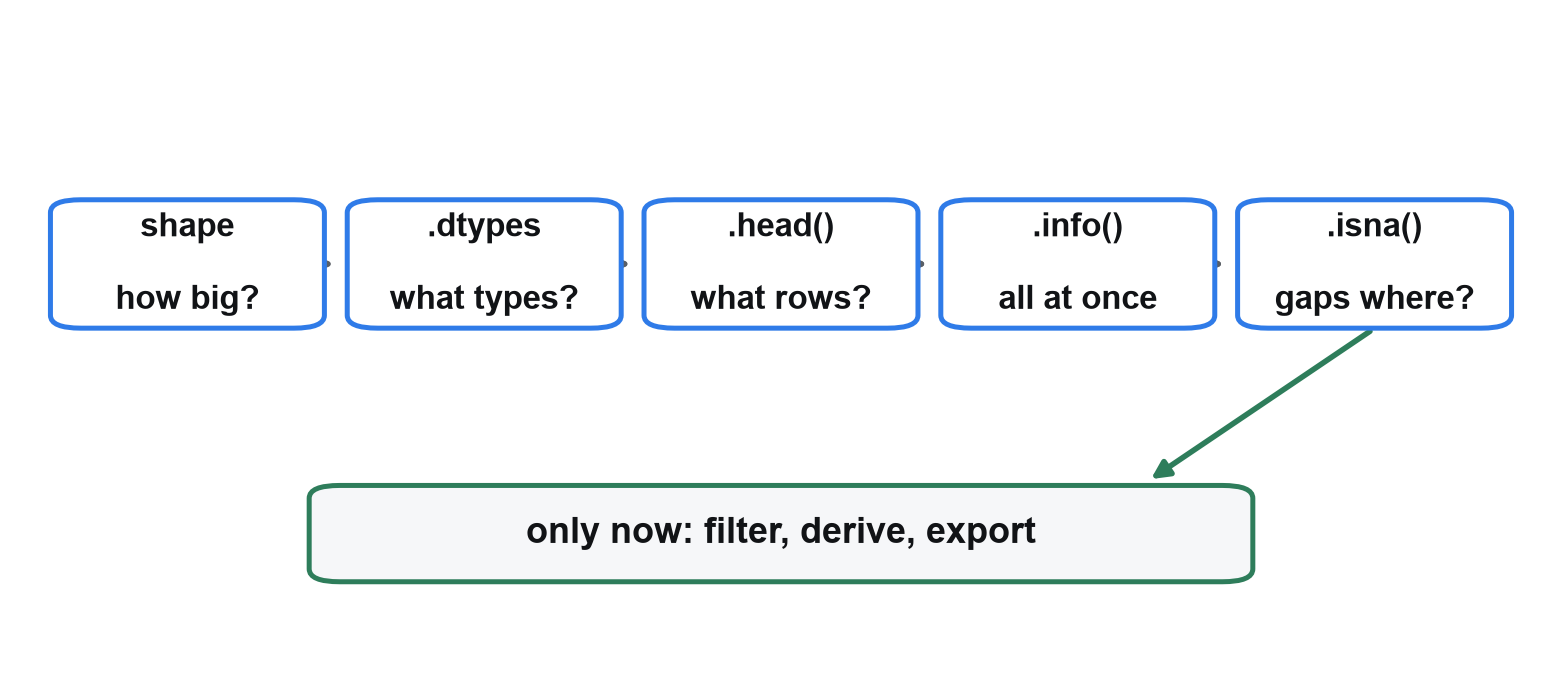 shape
how big?
.dtypes
what types?
.head()
what rows?
.info()
all at once
.isna()
gaps where?
only now: filter, derive, export